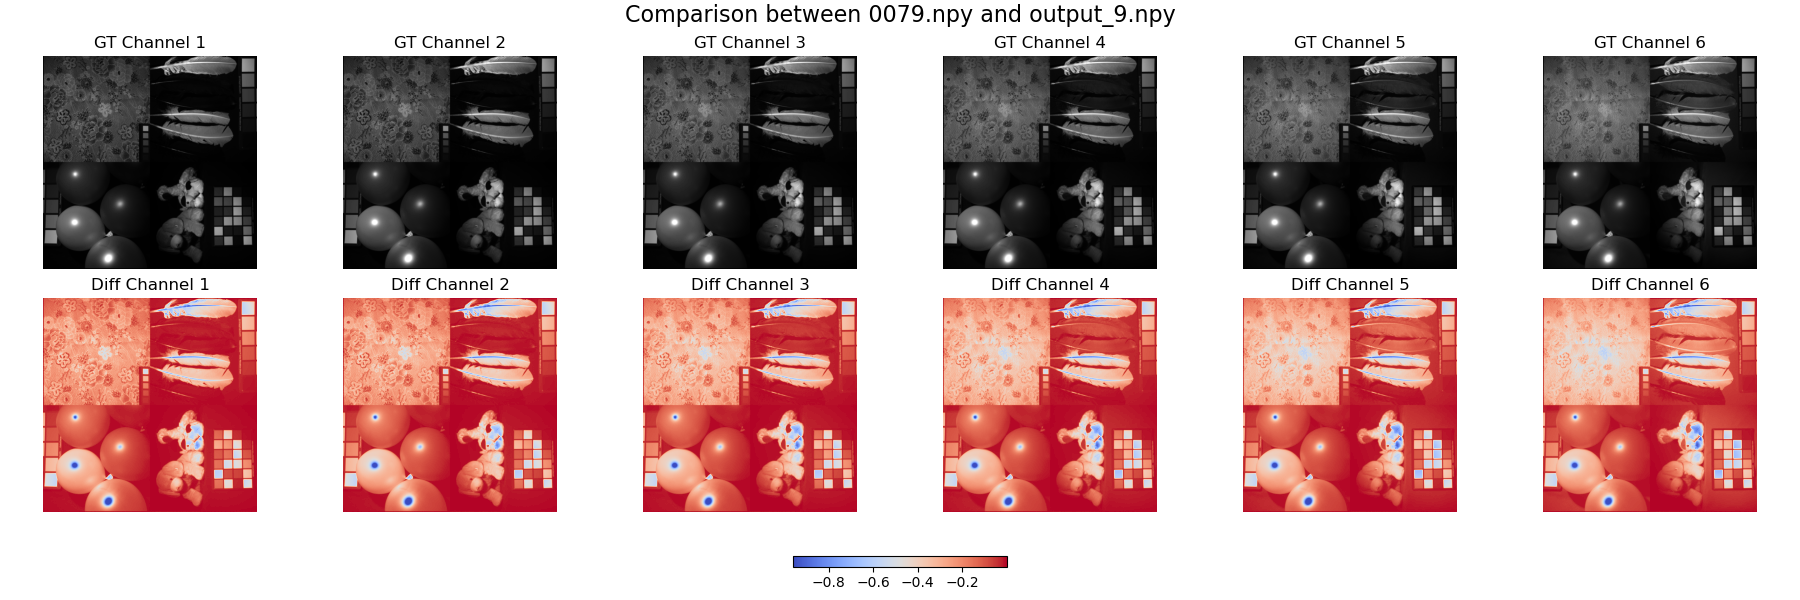 Comparison between 0079.npy and output_9.npy
GT Channel 1 GT Channel 2 GT Channel 3 GT Channel 4 GT Channel 5 GT Channel 6
Diff Channel 1 Diff Channel 2 Diff Channel 3 Diff Channel 4 Diff Channel 5 Diff Channel 6
−0.8 −0.6 −0.4 −0.2